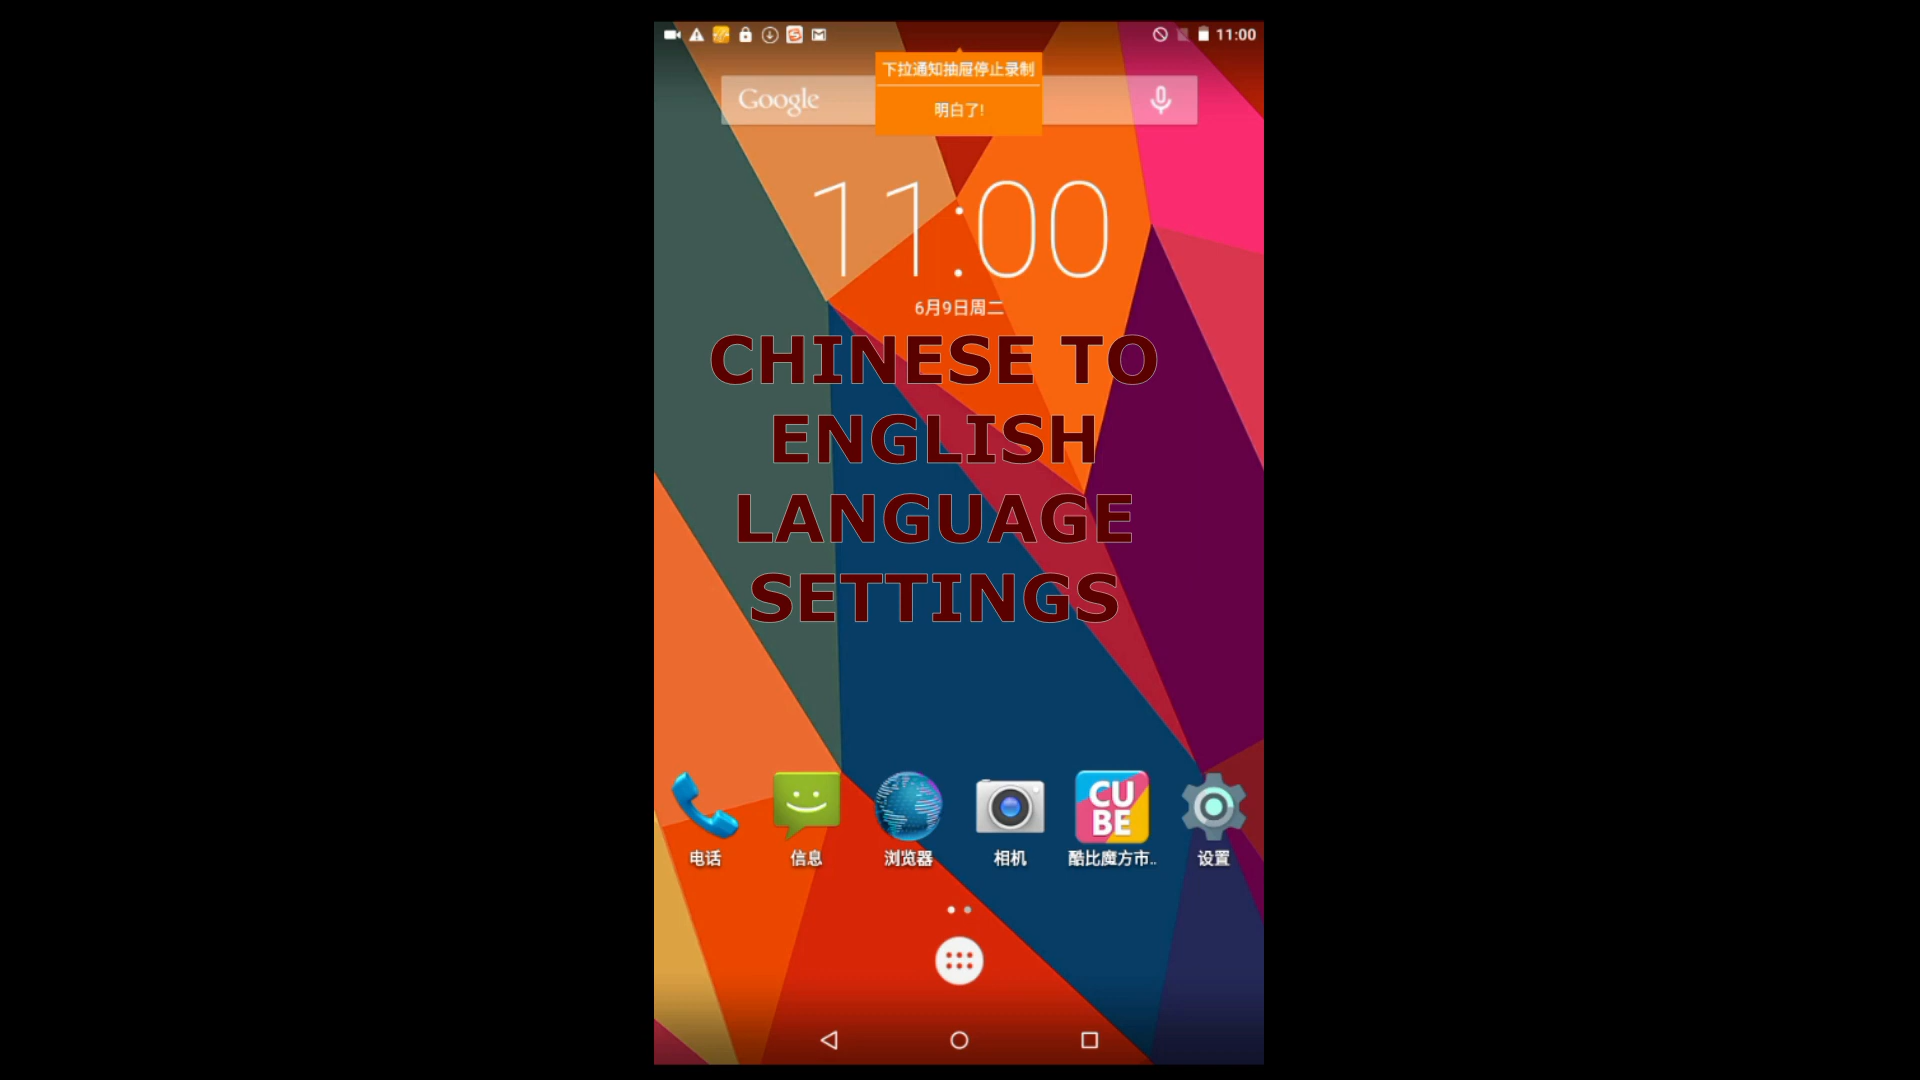 11:00
下拉通知抽屉停止录制
Google
明白了!
11:00
6月9日周二
CHINESE TO
ENGLISH
LANGUAGE
SETTINGS
CU
BE
电话
信息
浏览器
相机
酷比魔方市..
设置